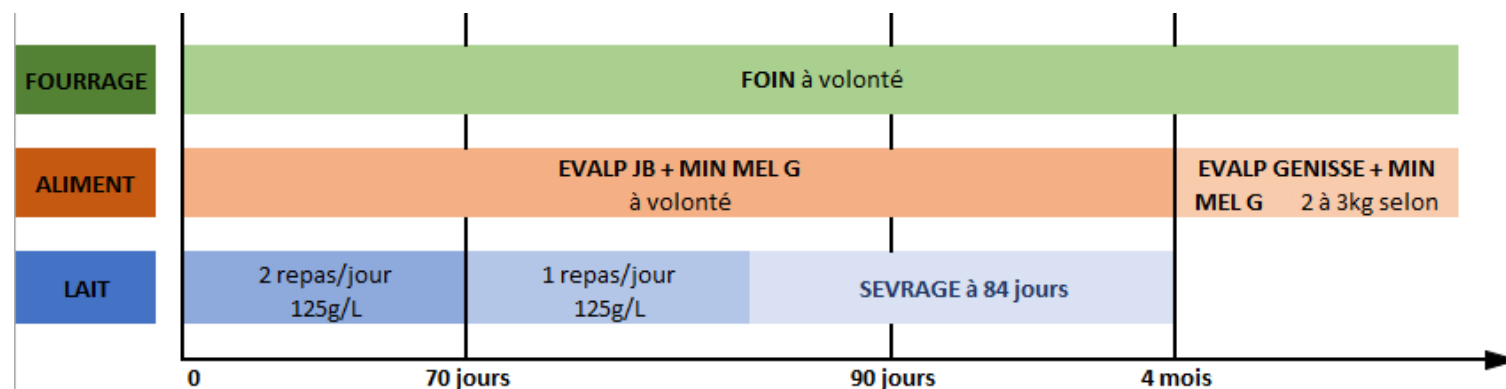 FOURRAGE
FOIN à volonté
ALIMENT
EVALP JB + MIN MEL G
à volonté
EVALP GENISSE + MIN
MEL G 2 à 3kg selon
LAIT
2 repas/jour
125g/L
1 repas/jour
125g/L
SEVRAGE à 84 jours
0
70 jours
90 jours
4 mois